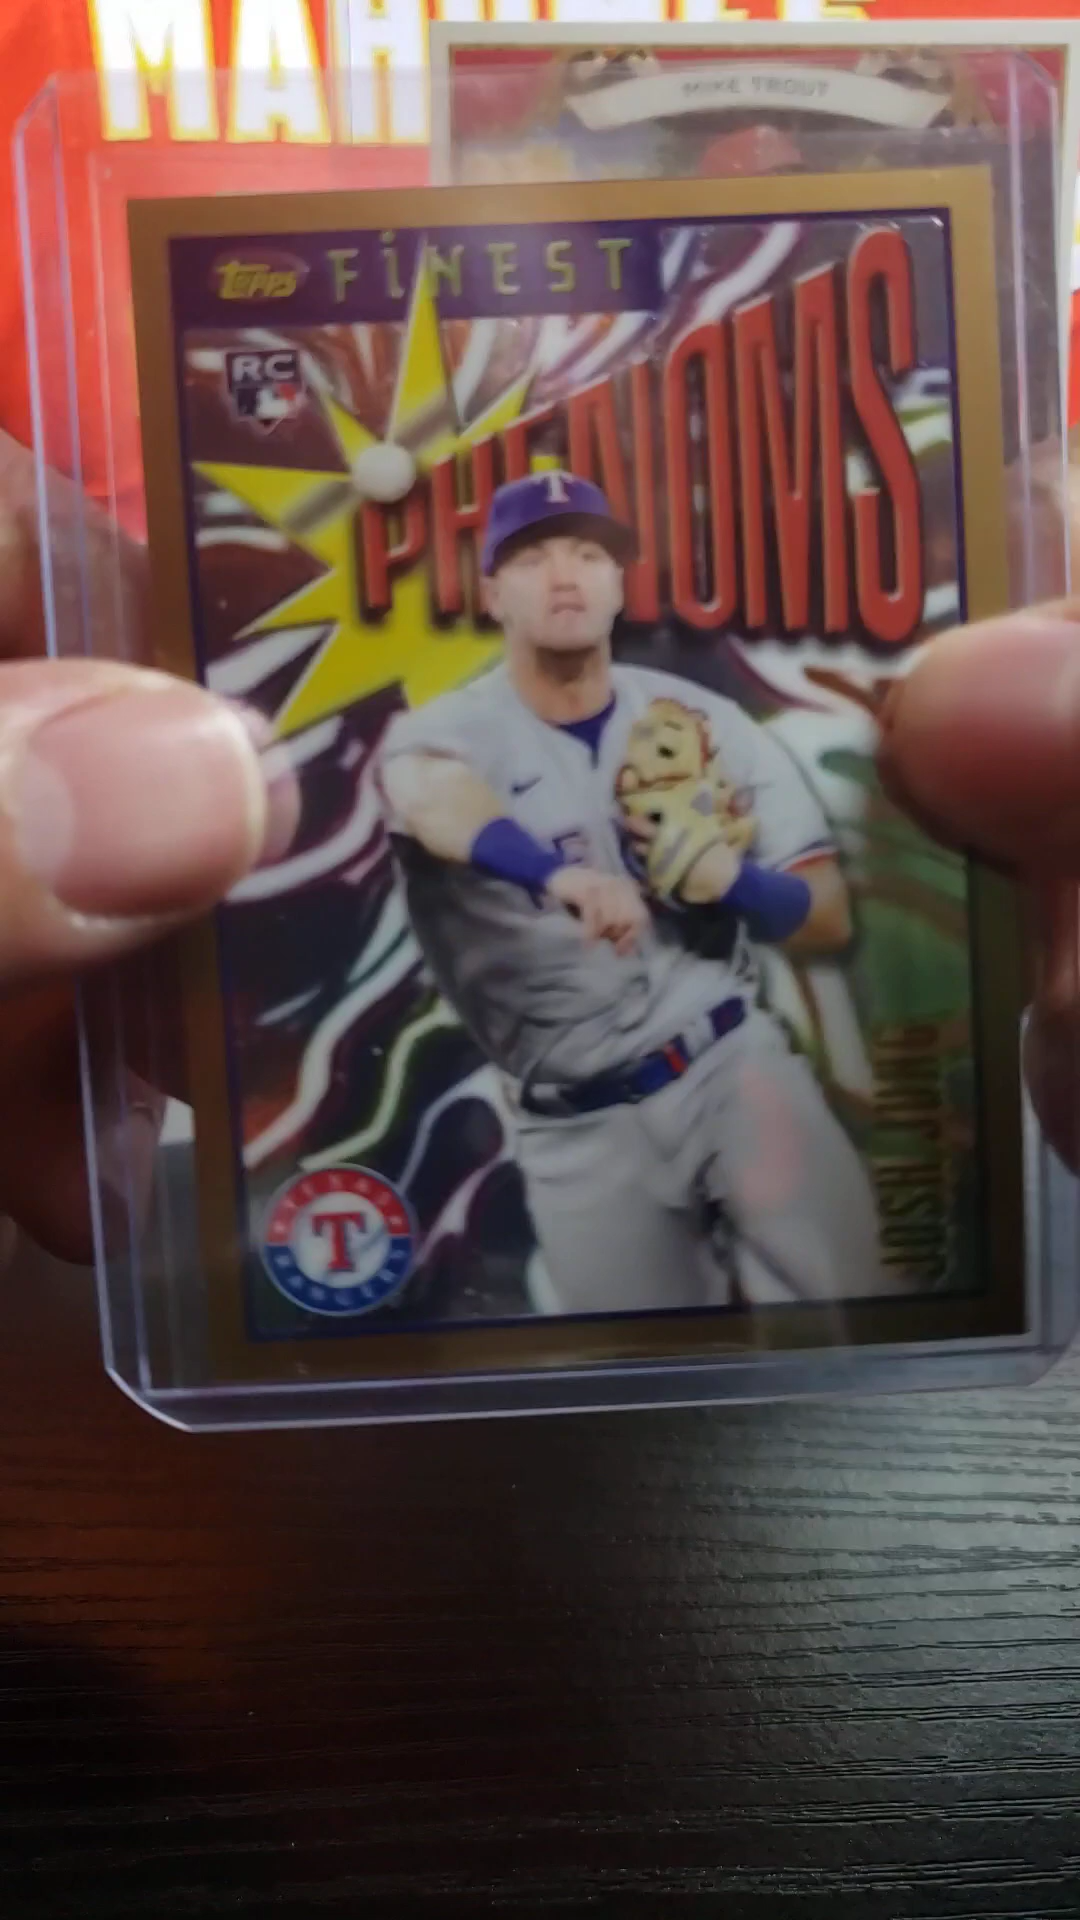 MAHOMES
MIKE TROUT
Topps FINEST
RC
PHENOMS
T
JOSH JUNG
TEXAS
T
RANGERS